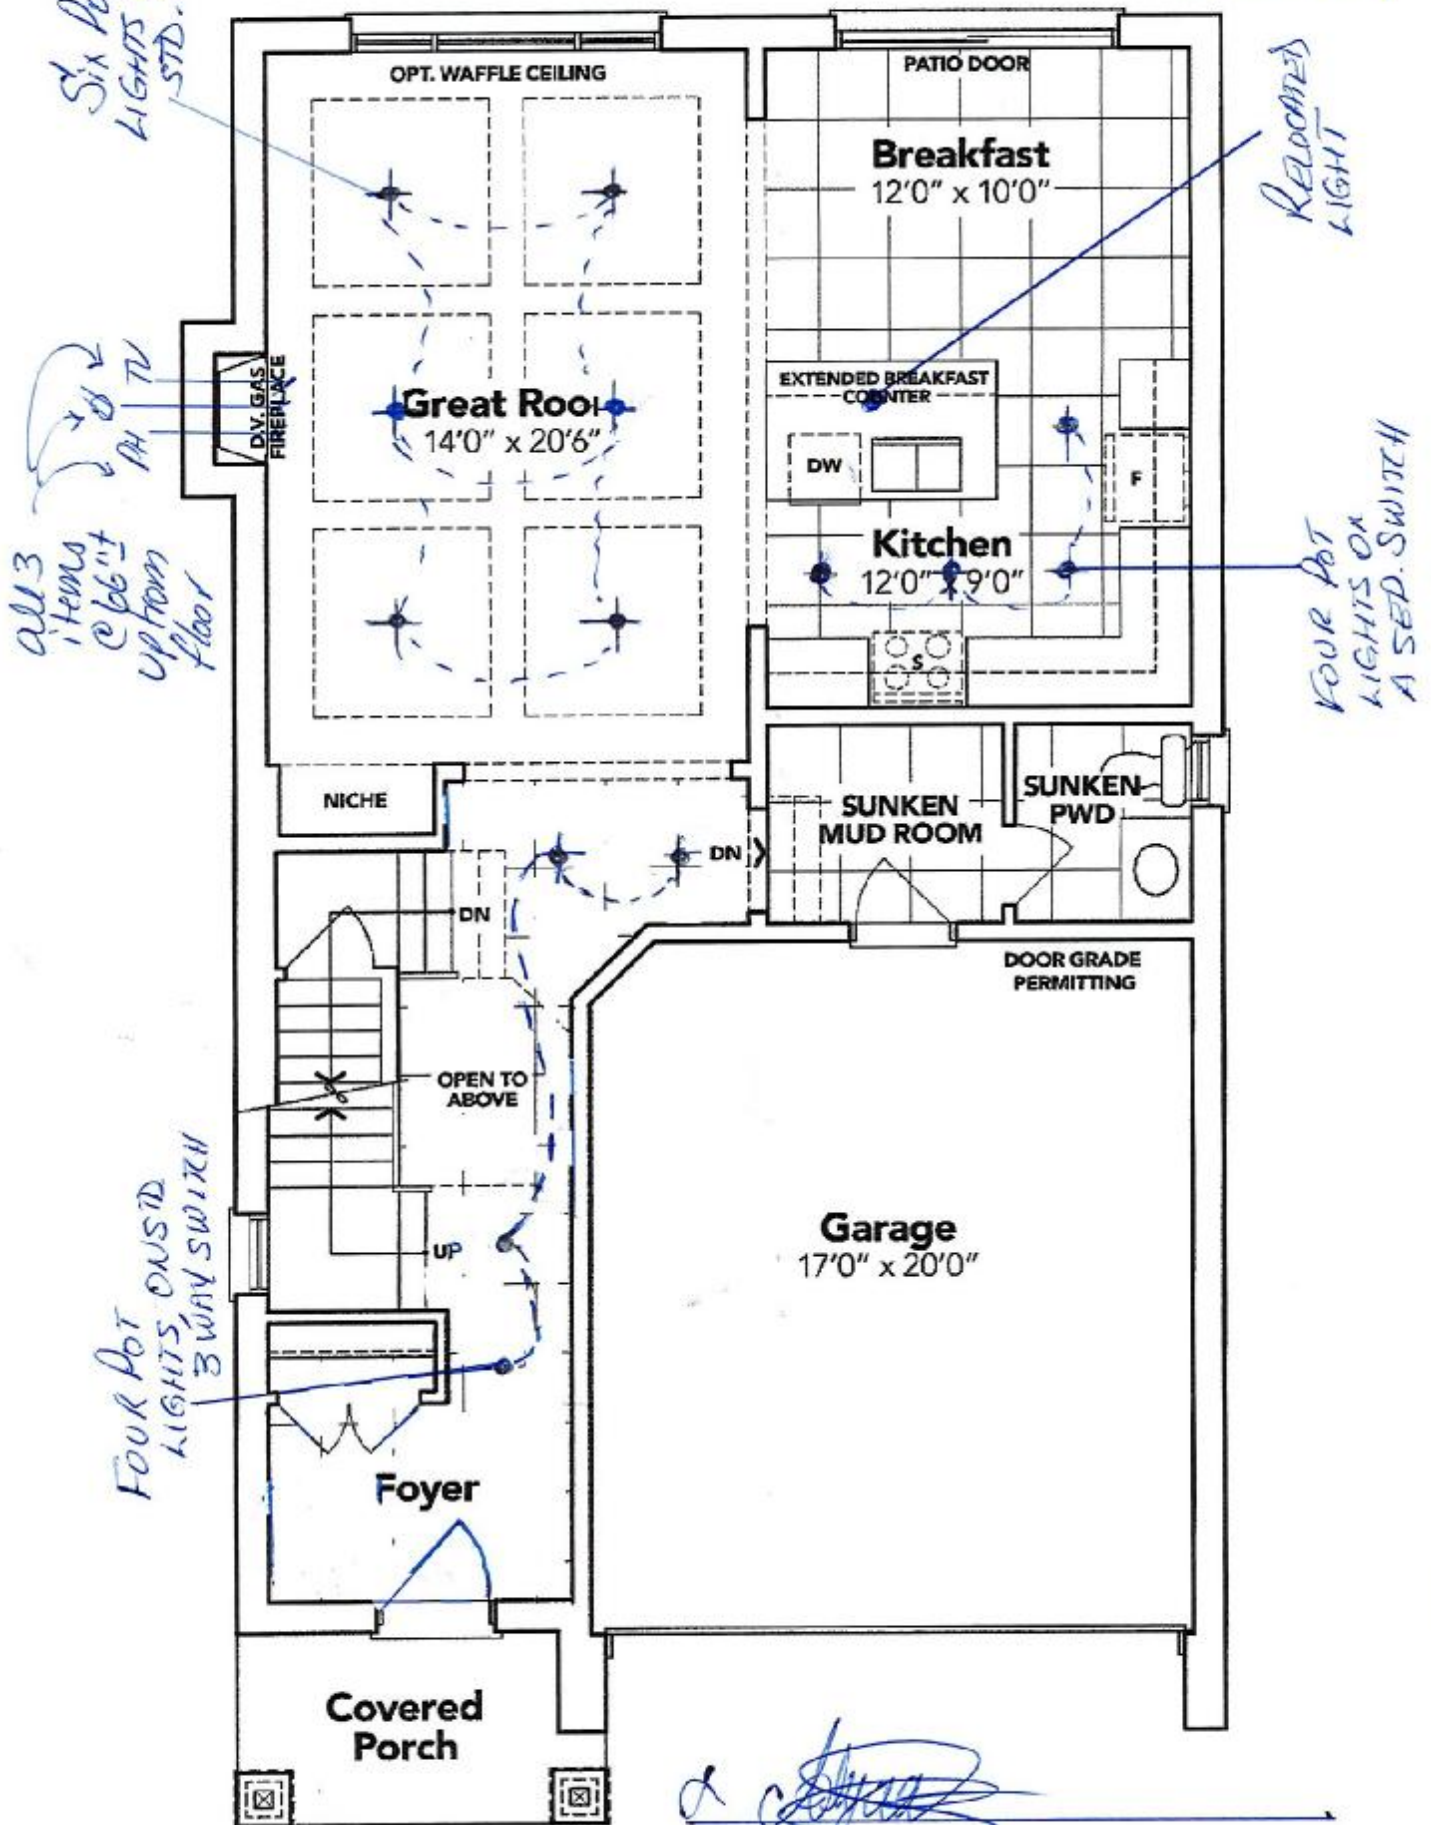 Six
LIGHTS
STD.
OPT. WAFFLE CEILING
PATIO DOOR
Breakfast
12'0" x 10'0"
RELOCATED
LIGHT
TV
PH
D.V. GAS
FIREPLACE
Great Roo
14'0" x 20'6"
EXTENDED BREAKFAST
COUNTER
DW
F
all 3
items
@ 66"±
up from
floor
Kitchen
12'0" x 9'0"
S
FOUR POT
LIGHTS ON
A SEP. SWITCH
NICHE
SUNKEN
MUD ROOM
SUNKEN
PWD
DN
DN
DOOR GRADE
PERMITTING
OPEN TO
ABOVE
UP
FOUR POT
LIGHTS, ON STD
3 WAY SWITCH
Garage
17'0" x 20'0"
Foyer
Covered
Porch